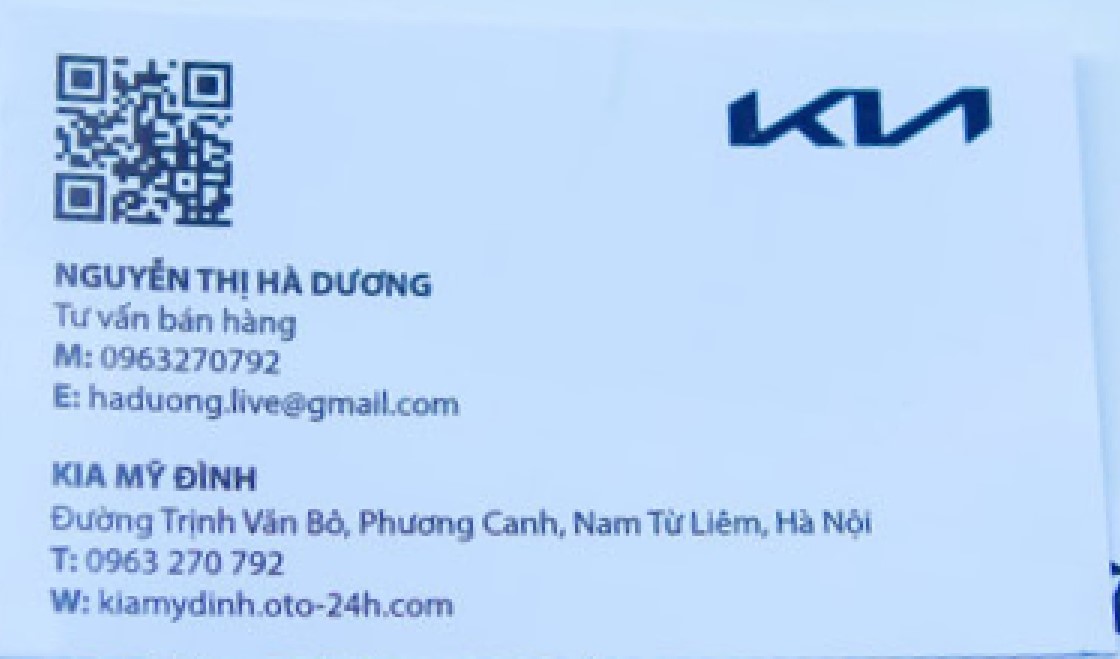 KIA
NGUYỄN THỊ HÀ DƯƠNG
Tư vấn bán hàng
M: 0963270792
E: haduong.live@gmail.com
KIA MỸ ĐÌNH
Đường Trịnh Văn Bô, Phương Canh, Nam Từ Liêm, Hà Nội
T: 0963 270 792
W: kiamydinh.oto-24h.com